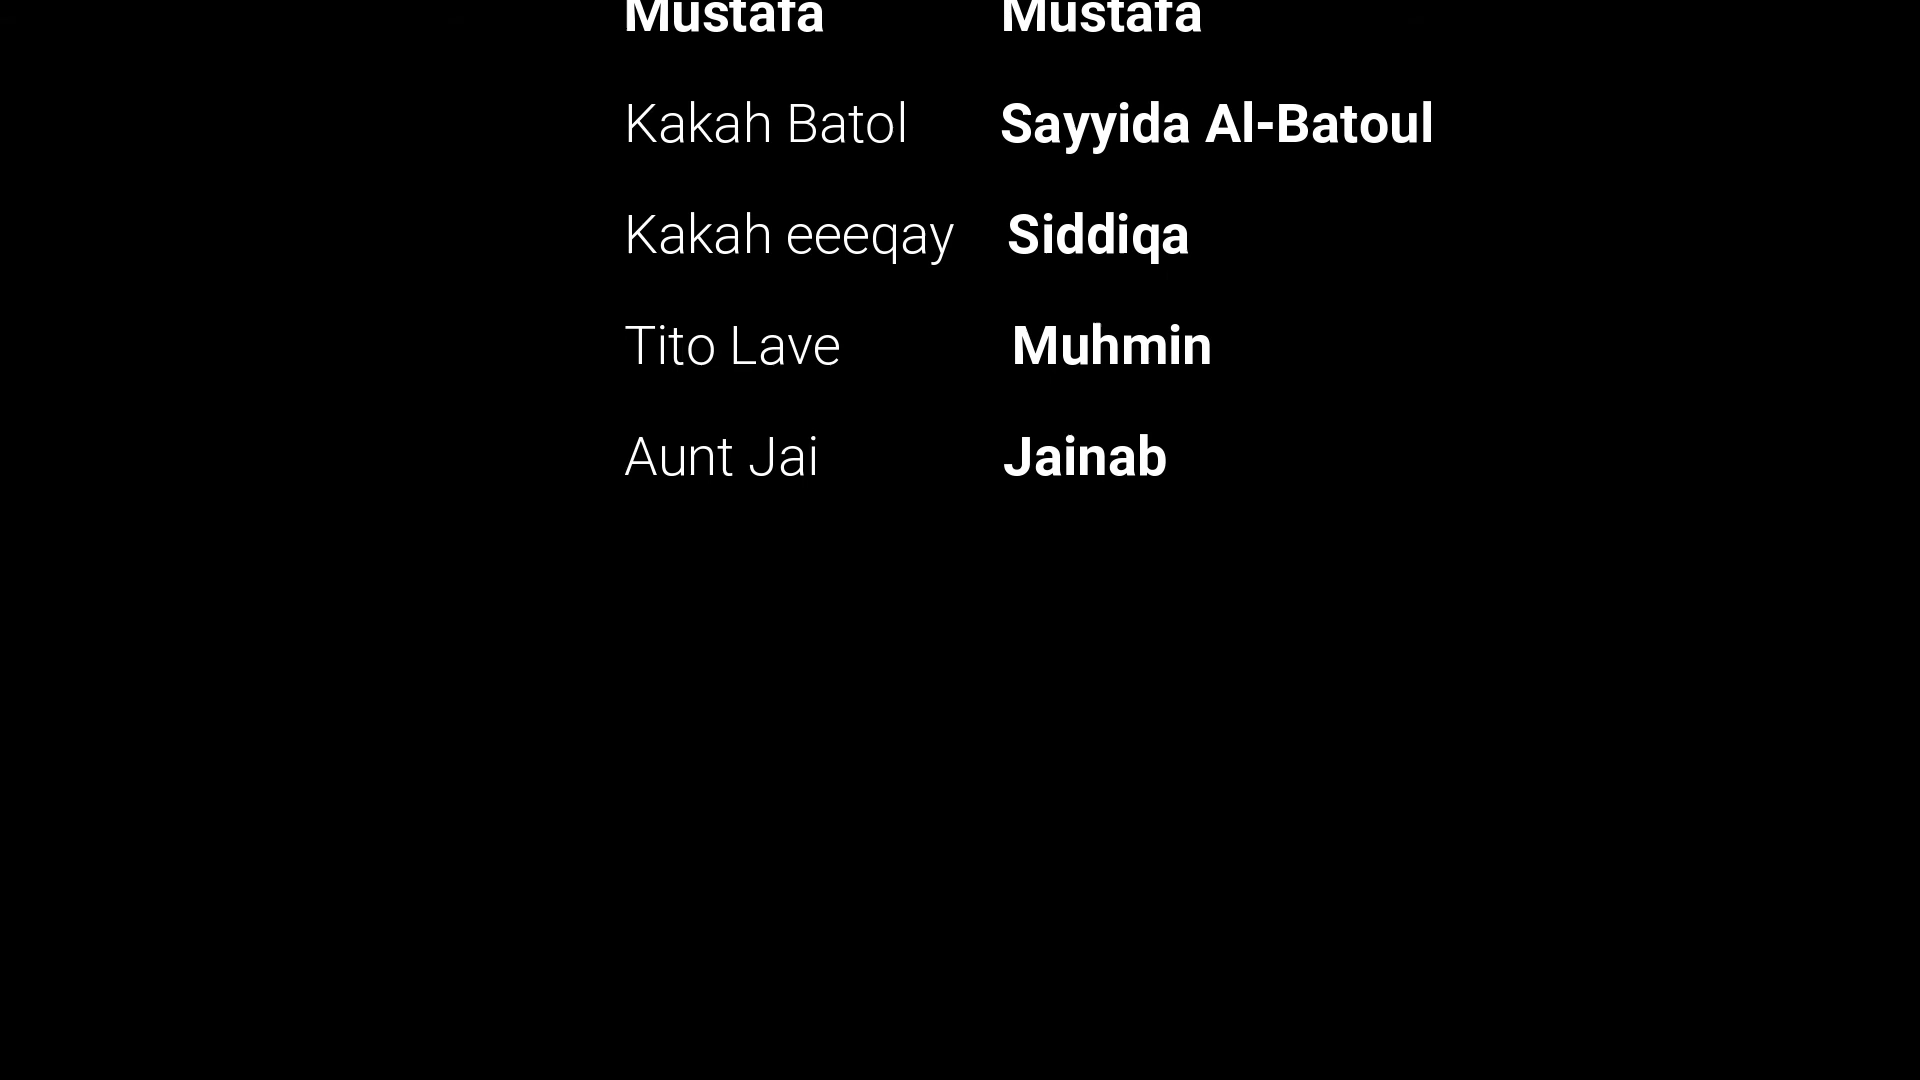 Mustafa Mustafa
Kakah Batol Sayyida Al-Batoul
Kakah eeeqay Siddiqa
Tito Lave Muhmin
Aunt Jai Jainab